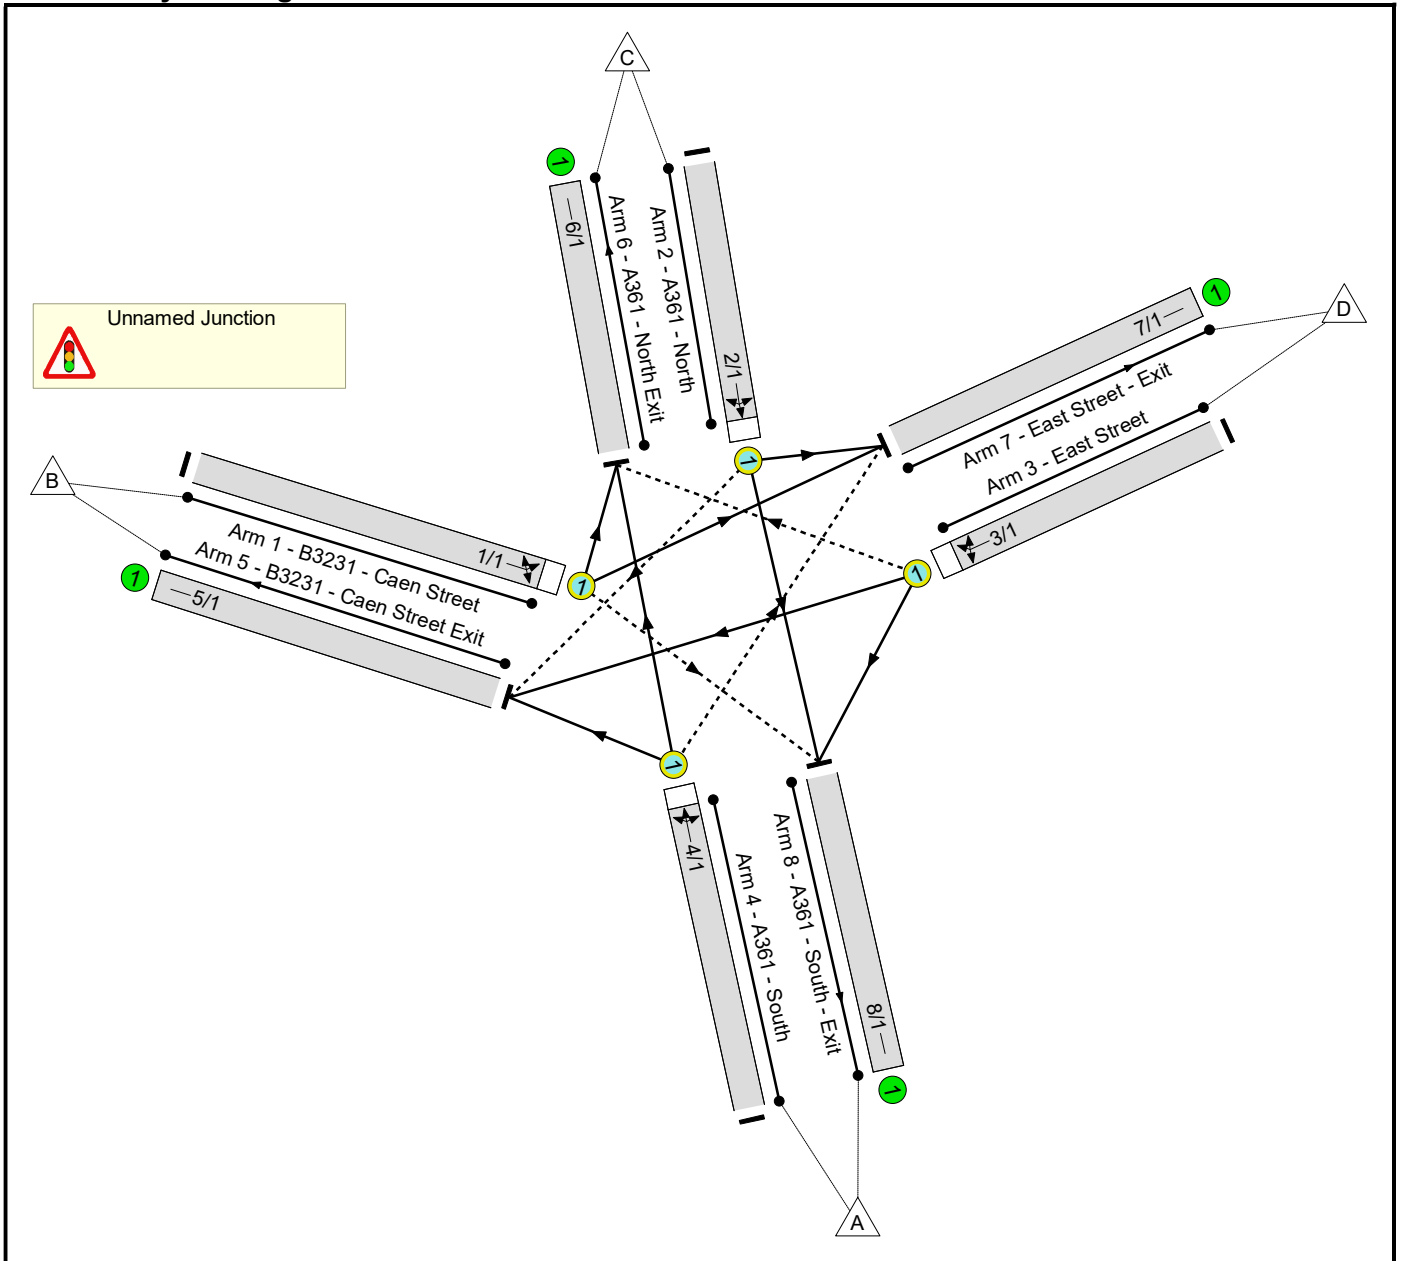 C
1
6/1
Arm 6 - A361 - North Exit
Arm 2 - A361 - North
2/1
1
D
7/1
Arm 7 - East Street - Exit
Arm 3 - East Street
3/1
Unnamed Junction
1
B
1/1
Arm 1 - B3231 - Caen Street
Arm 5 - B3231 - Caen Street Exit
1
5/1
1
1
1
4/1
Arm 4 - A361 - South
Arm 8 - A361 - South - Exit
8/1
1
A